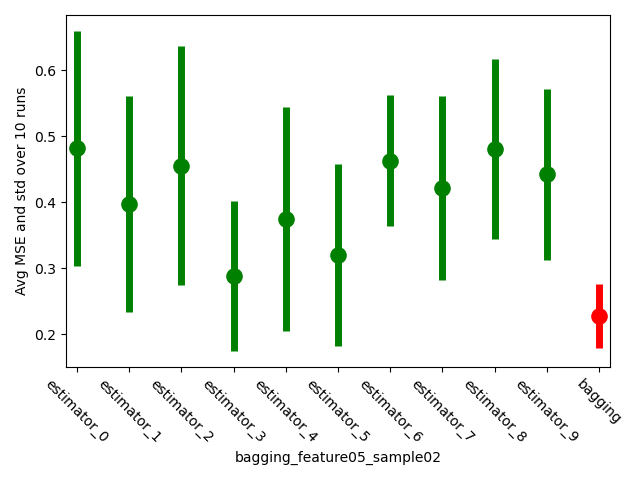 Avg MSE and std over 10 runs
0.6
0.5
0.4
0.3
0.2
estimator_0
estimator_1
estimator_2
estimator_3
estimator_4
estimator_5
estimator_6
estimator_7
estimator_8
estimator_9
bagging
bagging_feature05_sample02